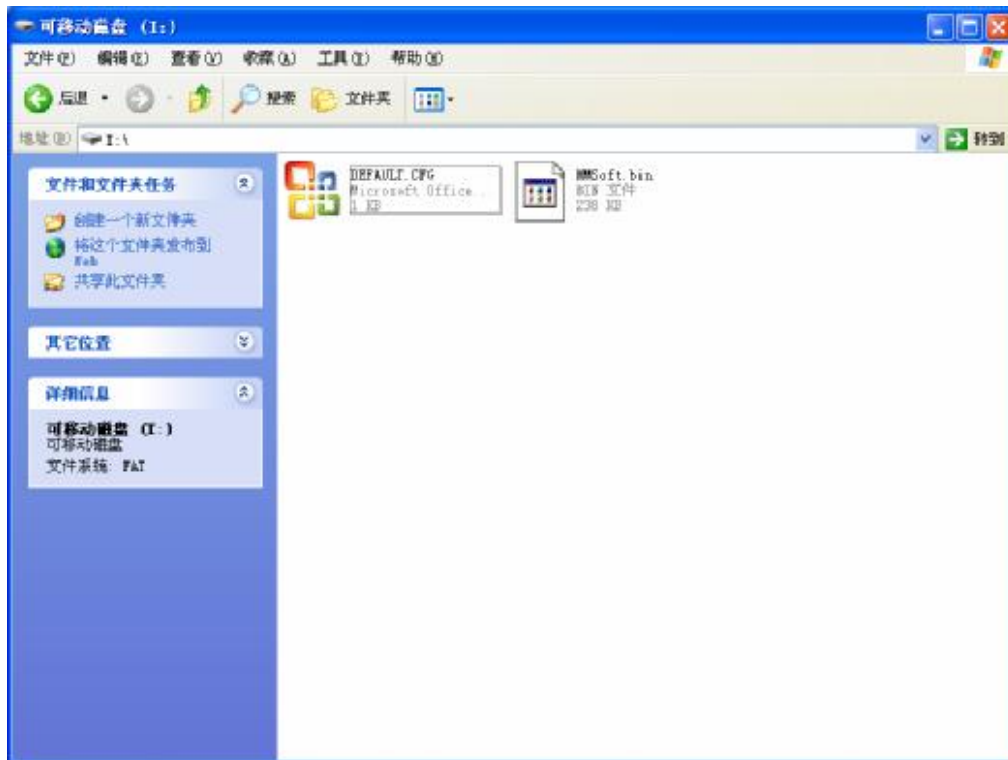 可移动磁盘 (I:)
文件(F) 编辑(E) 查看(V) 收藏(A) 工具(T) 帮助(H)
后退 搜索 文件夹
地址(D) I:\ 转到
文件和文件夹任务
创建一个新文件夹
将这个文件夹发布到
Web
共享此文件夹
其它位置
详细信息
可移动磁盘 (I:)
可移动磁盘
文件系统: FAT
DEFAULT.CFG
Microsoft Office...
1 KB
MMSoft.bin
BIN 文件
238 KB